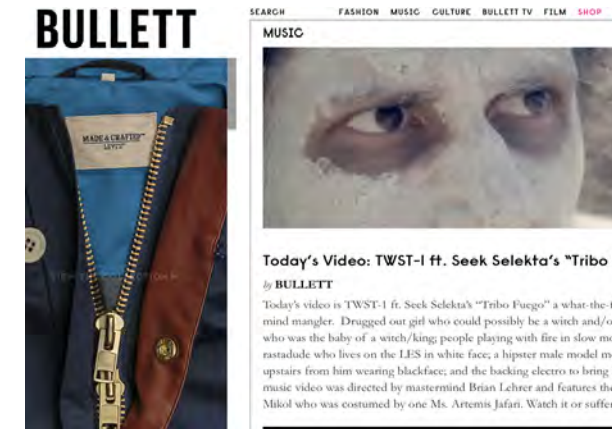 BULLETT
SEARCH FASHION MUSIC CULTURE BULLETT TV FILM SHOP
MUSIC
MADE & CRAFTED™
LEVI'S®
Today's Video: TWST-1 ft. Seek Selekta's "Tribo
by BULLETT
Today's video is TWST-1 ft. Seek Selekta's "Tribo Fuego" a what-the-f
mind mangler. Drugged out girl who could possibly be a witch and/o
who was the baby of a witch/king; people playing with fire in slow mo
rastadude who lives on the LES in white face; a hipster male model m
upstairs from him wearing blackface; and the backing electro to bring
music video was directed by mastermind Brian Lehrer and features the
Mikol who was costumed by one Ms. Artemis Jafari. Watch it or suffer